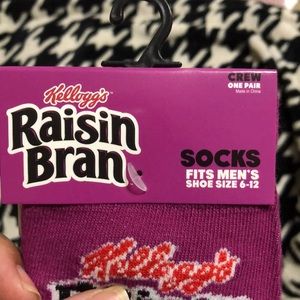 CREW
ONE PAIR
Made in China
Kellogg's
Raisin
Bran
SOCKS
FITS MEN'S
SHOE SIZE 6-12
Kellogg's